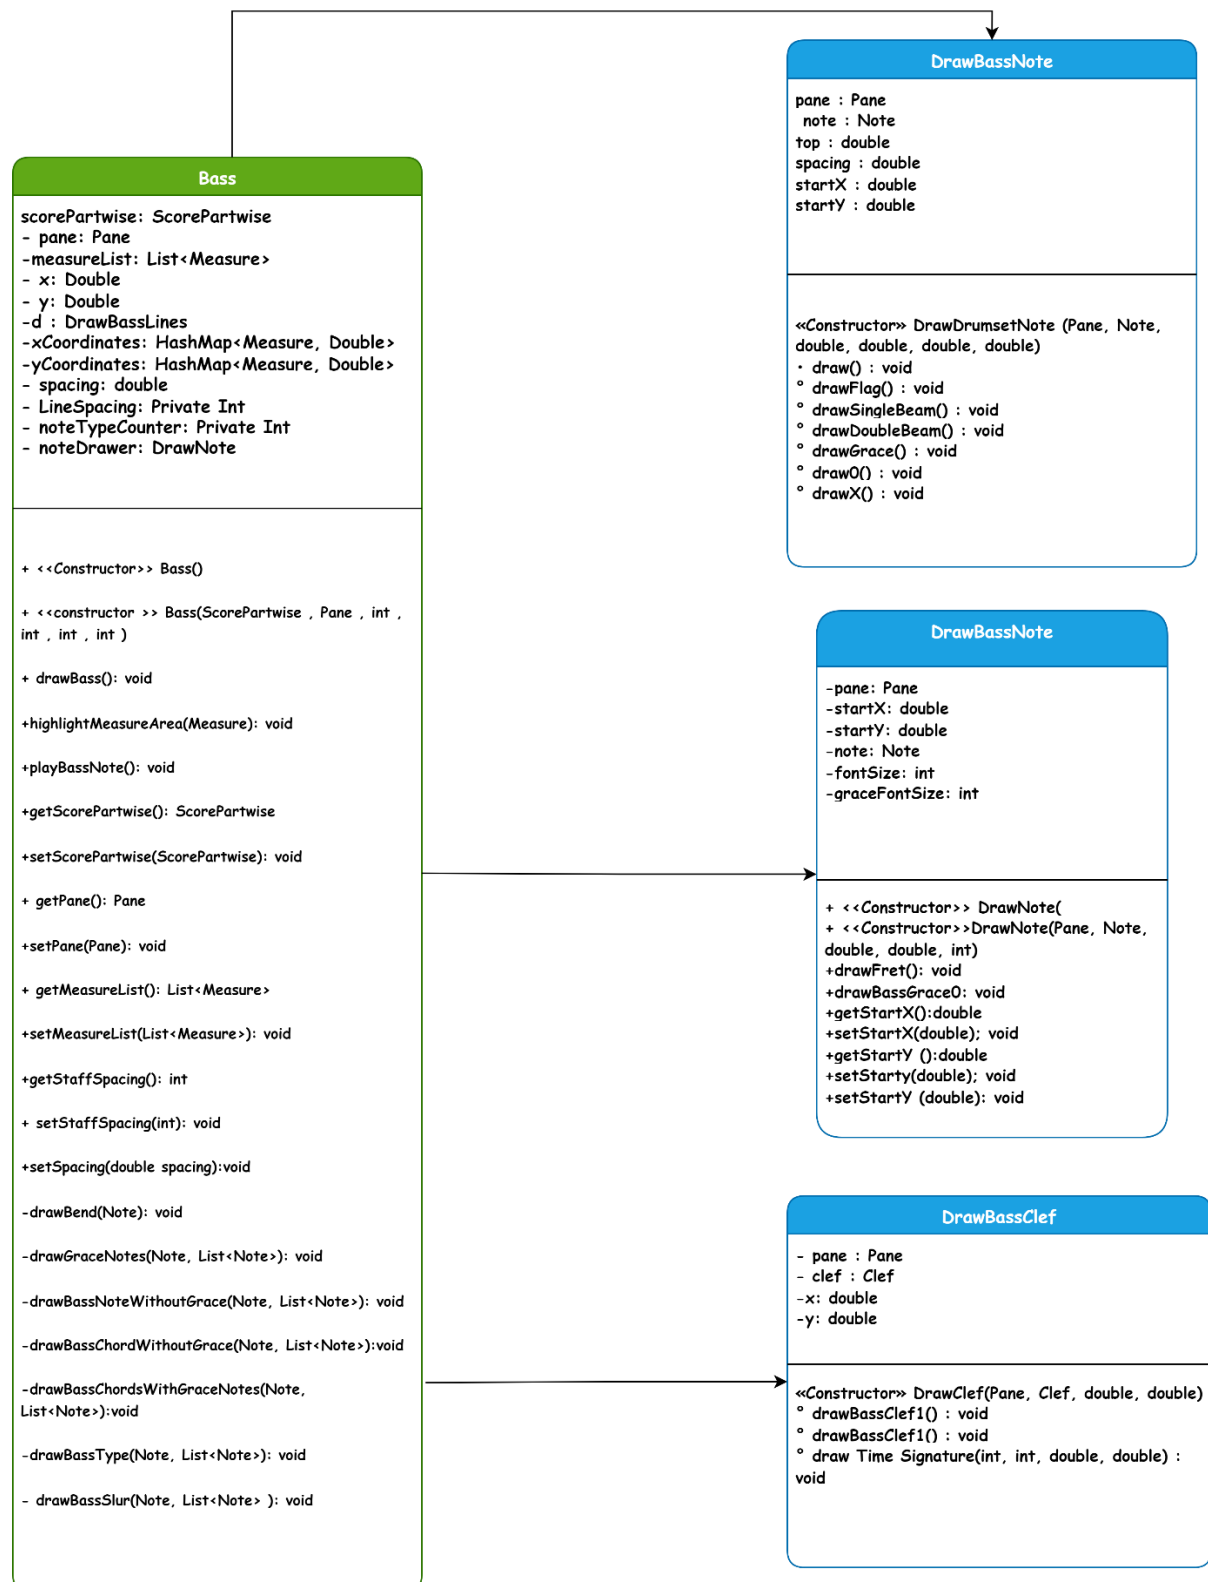 DrawBassNote
pane : Pane
note : Note
top : double
spacing : double
startX : double
startY : double
«Constructor» DrawDrumsetNote (Pane, Note,
double, double, double, double)
· draw() : void
° drawFlag() : void
° drawSingleBeam() : void
° drawDoubleBeam() : void
° drawGrace() : void
° drawO() : void
° drawX() : void
Bass
scorePartwise: ScorePartwise
- pane: Pane
-measureList: List<Measure>
- x: Double
- y: Double
-d : DrawBassLines
-xCoordinates: HashMap<Measure, Double>
-yCoordinates: HashMap<Measure, Double>
- spacing: double
- LineSpacing: Private Int
- noteTypeCounter: Private Int
- noteDrawer: DrawNote
+ <<Constructor>> Bass()
+ <<constructor >> Bass(ScorePartwise , Pane , int ,
int , int , int )
+ drawBass(): void
+highlightMeasureArea(Measure): void
+playBassNote(): void
+getScorePartwise(): ScorePartwise
+setScorePartwise(ScorePartwise): void
+ getPane(): Pane
+setPane(Pane): void
+ getMeasureList(): List<Measure>
+setMeasureList(List<Measure>): void
+getStaffSpacing(): int
+ setStaffSpacing(int): void
+setSpacing(double spacing):void
-drawBend(Note): void
-drawGraceNotes(Note, List<Note>): void
-drawBassNoteWithoutGrace(Note, List<Note>): void
-drawBassChordWithoutGrace(Note, List<Note>):void
-drawBassChordsWithGraceNotes(Note,
List<Note>):void
-drawBassType(Note, List<Note>): void
- drawBassSlur(Note, List<Note> ): void
DrawBassNote
-pane: Pane
-startX: double
-startY: double
-note: Note
-fontSize: int
-graceFontSize: int
+ <<Constructor>> DrawNote(
+ <<Constructor>>DrawNote(Pane, Note,
double, double, int)
+drawFret(): void
+drawBassGraceO: void
+getStartX():double
+setStartX(double); void
+getStartY ():double
+setStarty(double); void
+setStartY (double): void
DrawBassClef
- pane : Pane
- clef : Clef
-x: double
-y: double
«Constructor» DrawClef(Pane, Clef, double, double)
° drawBassClef1() : void
° drawBassClef1() : void
° draw Time Signature(int, int, double, double) :
void